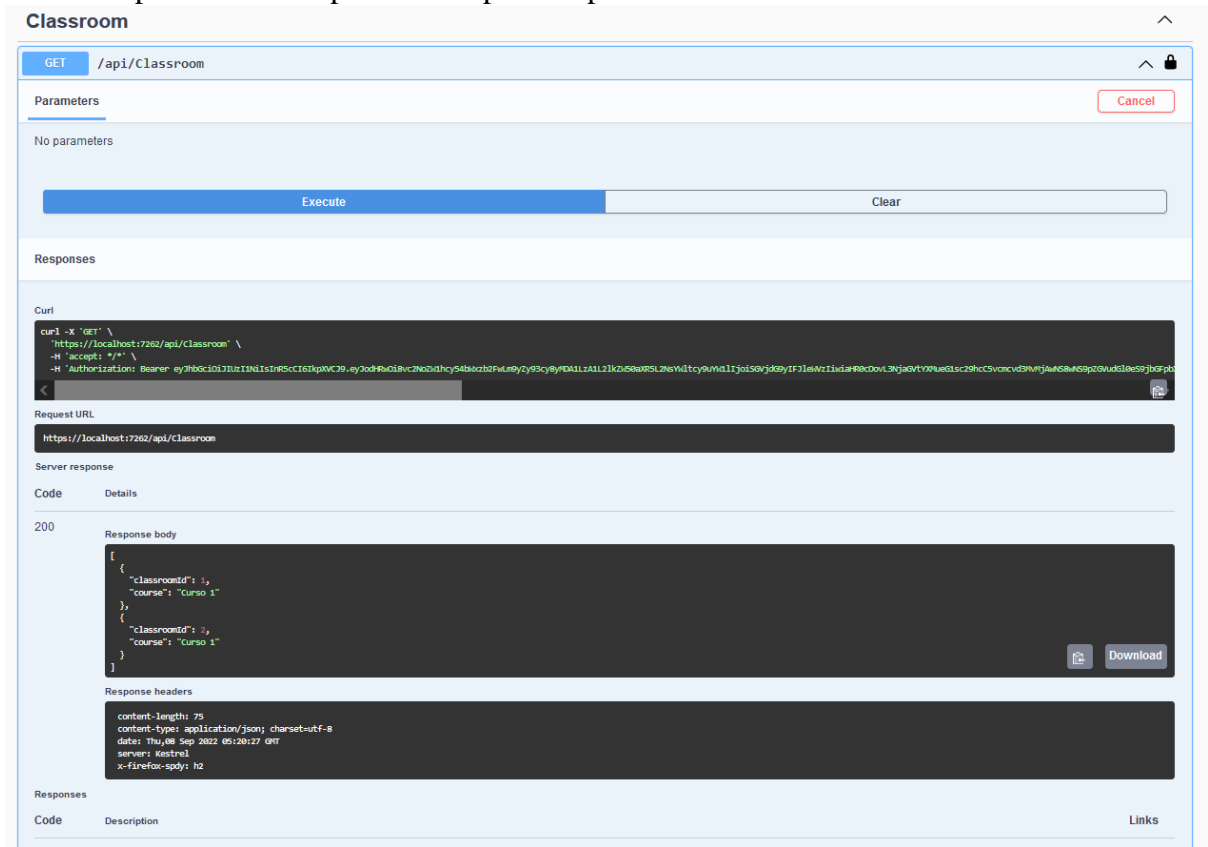 Classroom
GET /api/Classroom
Parameters
Cancel
No parameters
Execute
Clear
Responses
Curl
curl -X 'GET' \
'https://localhost:7262/api/Classroom' \
-H 'accept: */*' \
-H 'Authorization: Bearer
Request URL
https://localhost:7262/api/Classroom
Server response
Code Details
200
Response body
[
{
"classroomId": 1,
"course": "Curso 1"
},
{
"classroomId": 2,
"course": "Curso 1"
}
]
Download
Response headers
content-length: 75
content-type: application/json; charset=utf-8
date: Thu,08 Sep 2022 05:20:27 GMT
server: Kestrel
x-firefox-spdy: h2
Responses
Code Description Links